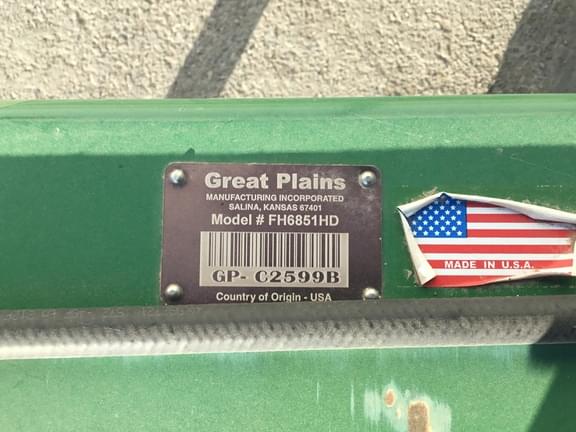 Great Plains
MANUFACTURING INCORPORATED
SALINA, KANSAS 67401
Model # FH6851HD
GP- C2599B
Country of Origin - USA
MADE IN U.S.A.